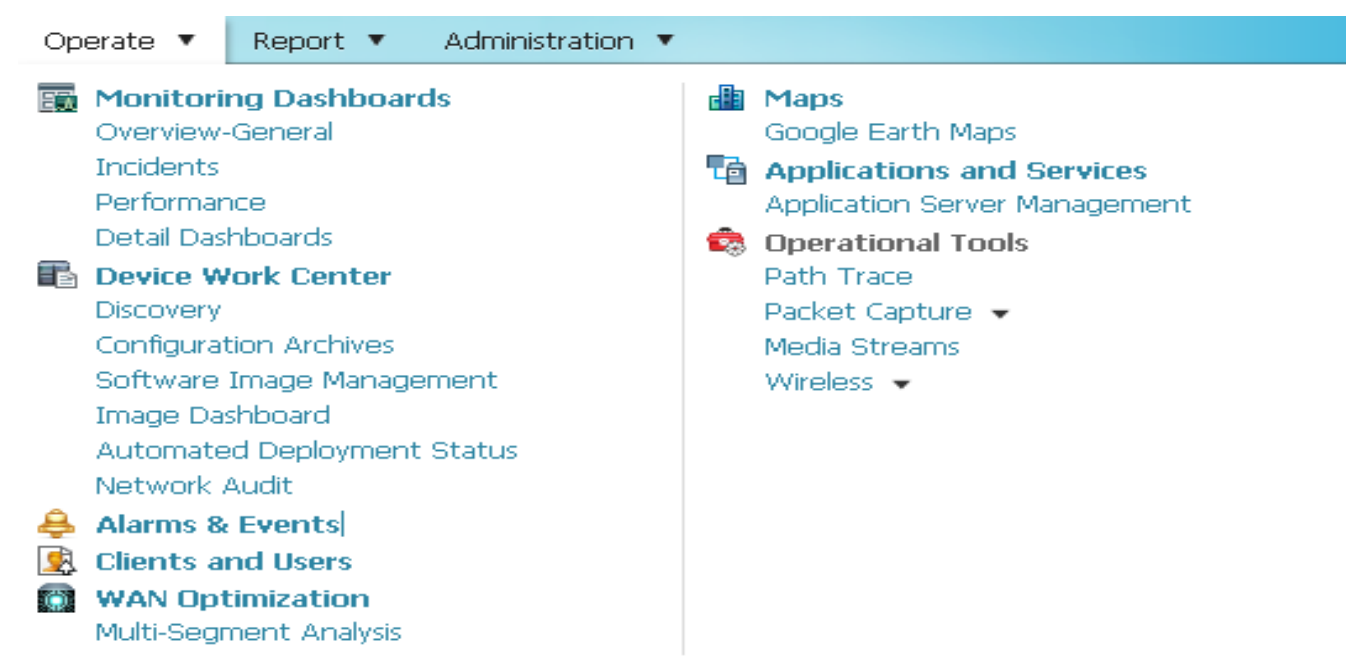 Operate ▼ Report ▼ Administration ▼
Monitoring Dashboards
Overview-General
Incidents
Performance
Detail Dashboards
Device Work Center
Discovery
Configuration Archives
Software Image Management
Image Dashboard
Automated Deployment Status
Network Audit
Alarms & Events
Clients and Users
WAN Optimization
Multi-Segment Analysis
Maps
Google Earth Maps
Applications and Services
Application Server Management
Operational Tools
Path Trace
Packet Capture ▼
Media Streams
Wireless ▼